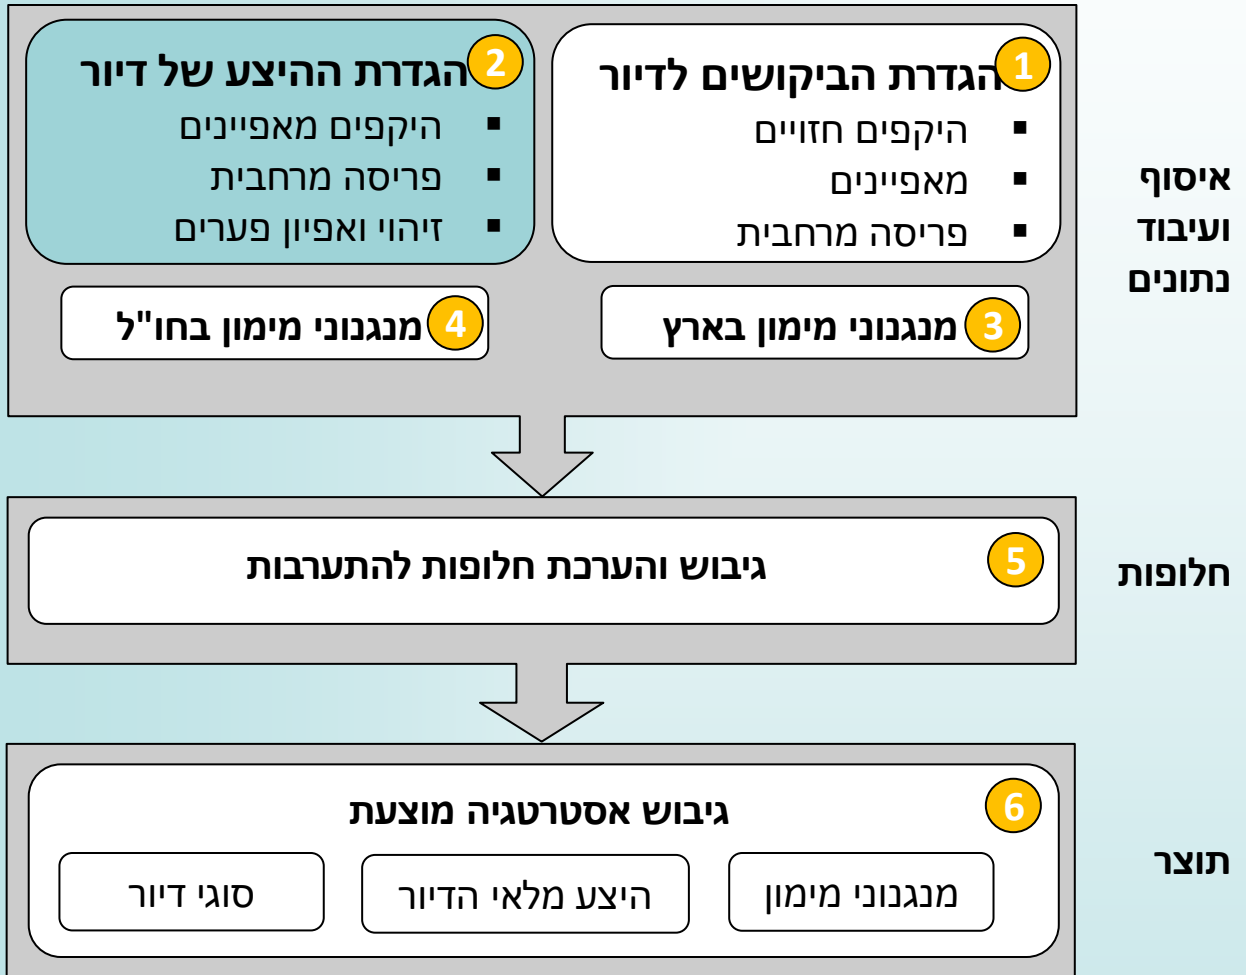 איסוף
ועיבוד
נתונים
1
הגדרת הביקושים לדיור
▪ היקפים חזויים
▪ מאפיינים
▪ פריסה מרחבית
2
הגדרת ההיצע של דיור
▪ היקפים מאפיינים
▪ פריסה מרחבית
▪ זיהוי ואפיון פערים
3
מנגנוני מימון בארץ
4
מנגנוני מימון בחו"ל
חלופות
5
גיבוש והערכת חלופות להתערבות
תוצר
6
גיבוש אסטרטגיה מוצעת
מנגנוני מימון
היצע מלאי הדיור
סוגי דיור